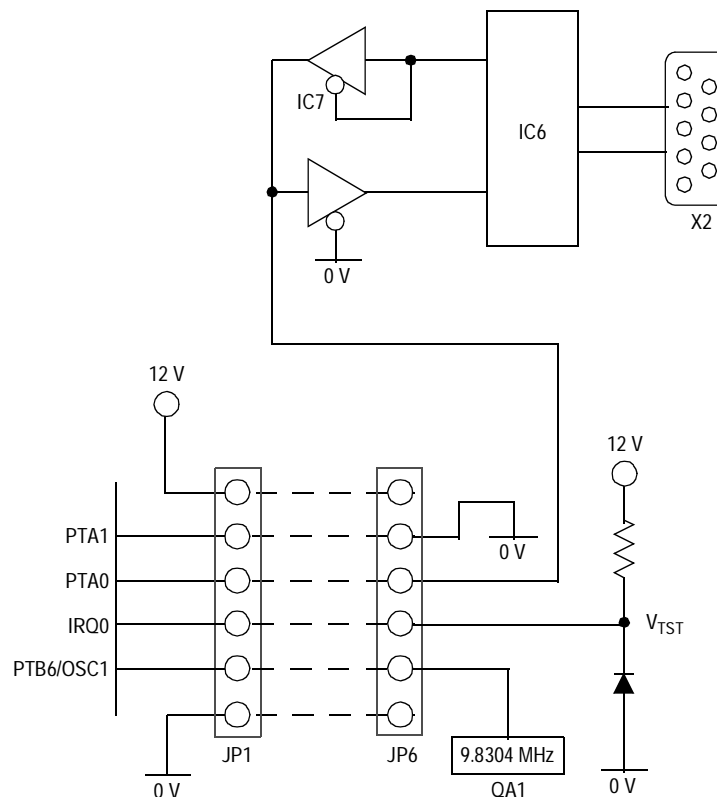 IC7
IC6
X2
0 V
12 V
12 V
PTA1
0 V
PTA0
IRQ0
VTST
PTB6/OSC1
JP1
JP6
9.8304 MHz
0 V
QA1
0 V